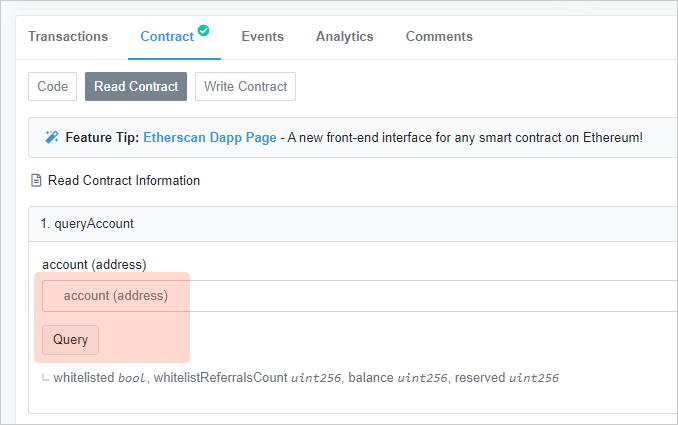 Transactions Contract Events Analytics Comments
Code Read Contract Write Contract
Feature Tip: Etherscan Dapp Page - A new front-end interface for any smart contract on Ethereum!
Read Contract Information
1. queryAccount
account (address)
account (address)
Query
whitelisted bool, whitelistReferralsCount uint256, balance uint256, reserved uint256